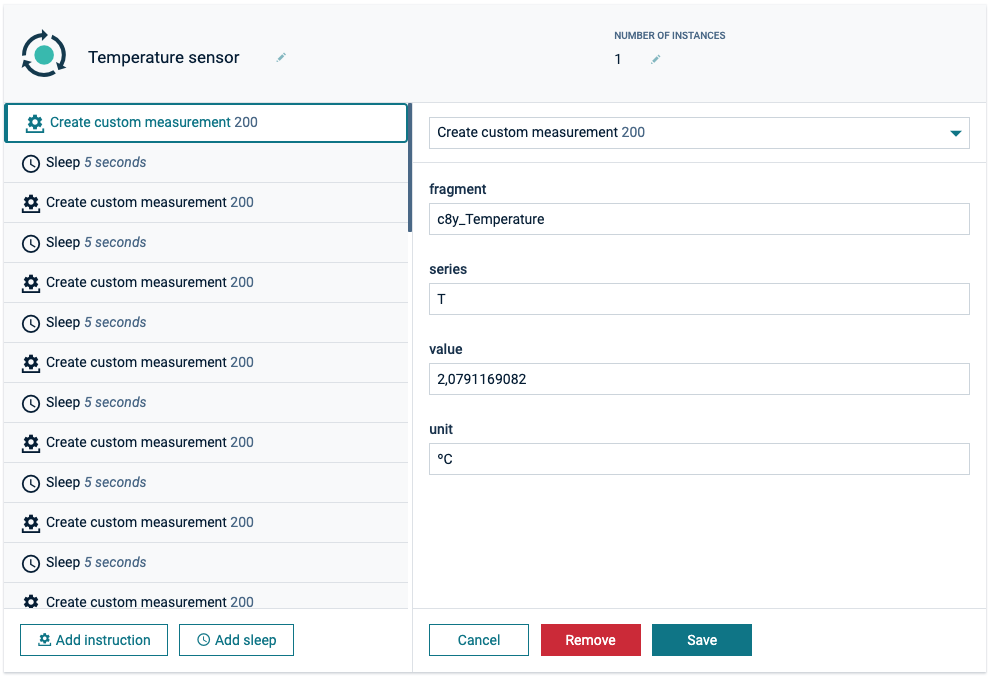 Temperature sensor
NUMBER OF INSTANCES
1
Create custom measurement 200
Sleep 5 seconds
Create custom measurement 200
Sleep 5 seconds
Create custom measurement 200
Sleep 5 seconds
Create custom measurement 200
Sleep 5 seconds
Create custom measurement 200
Sleep 5 seconds
Create custom measurement 200
Sleep 5 seconds
Create custom measurement 200
Add instruction
Add sleep
Create custom measurement 200
fragment
c8y_Temperature
series
T
value
2,0791169082
unit
ºC
Cancel
Remove
Save